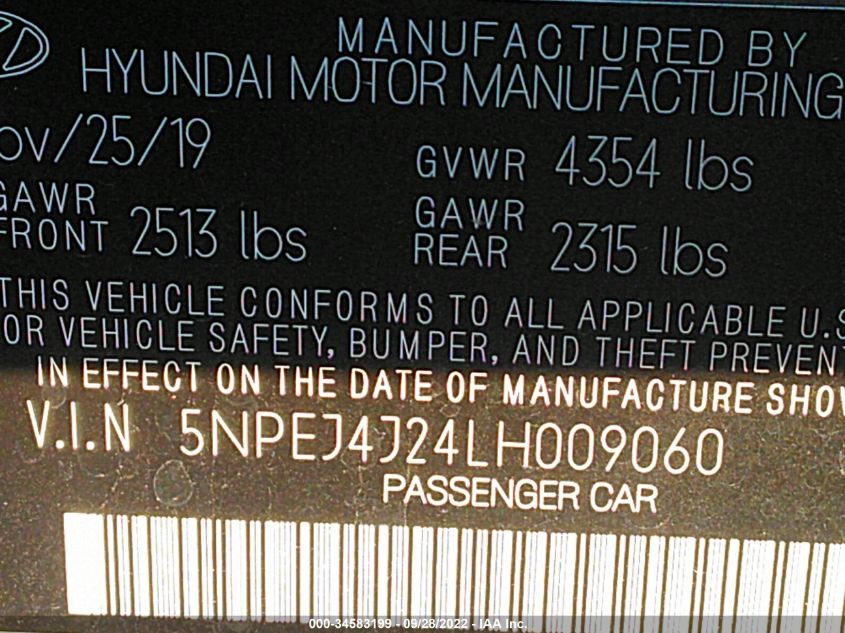 MANUFACTURED BY
HYUNDAI MOTOR MANUFACTURING
ov/25/19
GVWR 4354 lbs
GAWR FRONT 2513 lbs
GAWR REAR 2315 lbs
THIS VEHICLE CONFORMS TO ALL APPLICABLE U.S
OR VEHICLE SAFETY, BUMPER, AND THEFT PREVENT
IN EFFECT ON THE DATE OF MANUFACTURE SHOW
V.I.N 5NPEJ4J24LH009060
PASSENGER CAR
000-34583199 - 09/28/2022 - IAA Inc.